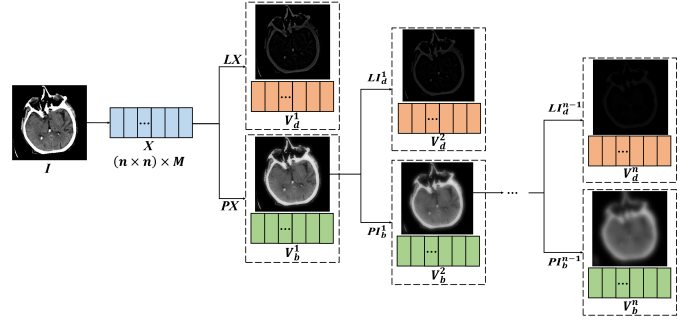 I
...
X
(n × n) × M
LX
...
V_d^1
PX
...
V_b^1
LI_d^1
...
V_d^2
PI_b^1
...
V_b^2
...
LI_d^{n-1}
...
V_d^n
PI_b^{n-1}
...
V_b^n